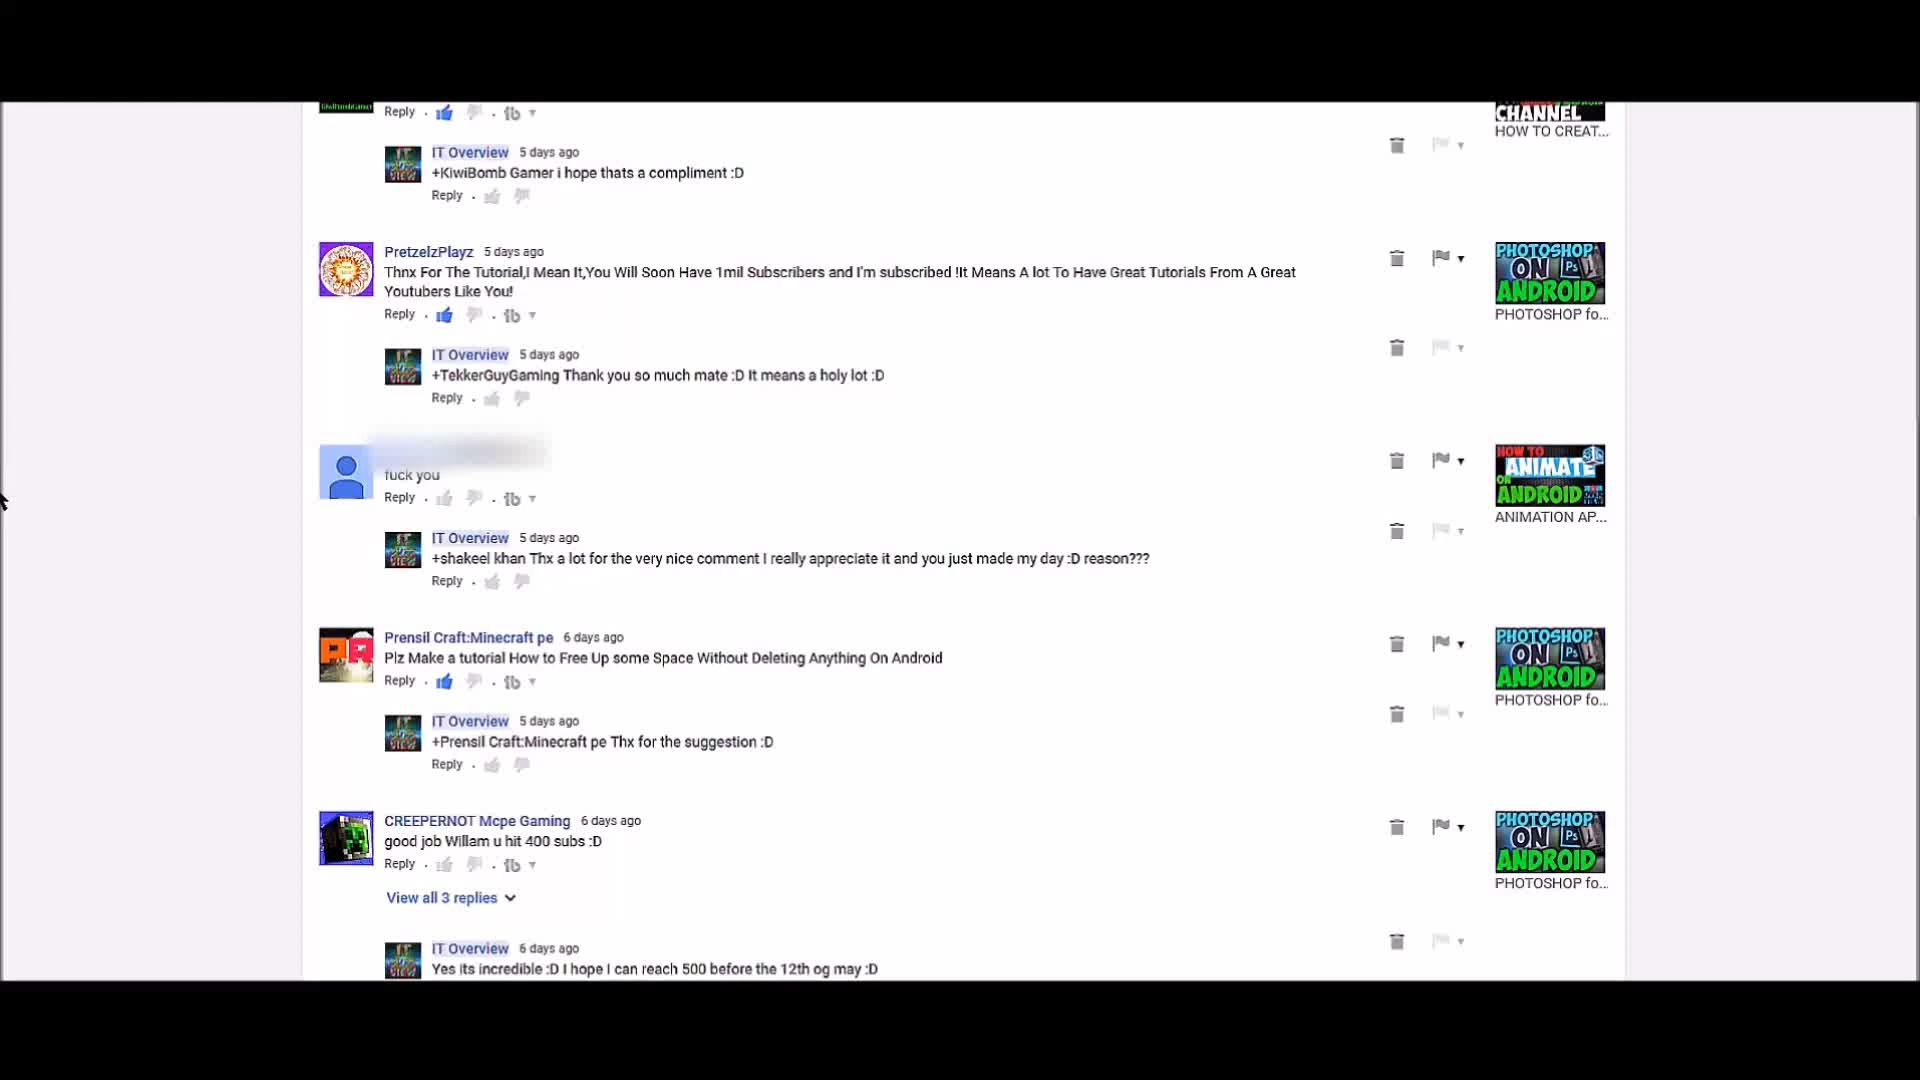 KiwiBombGamer
Reply
CHANNEL
HOW TO CREAT...
IT Overview 5 days ago
+KiwiBomb Gamer i hope thats a compliment :D
Reply
PretzelzPlayz 5 days ago
Thnx For The Tutorial,I Mean It,You Will Soon Have 1mil Subscribers and I'm subscribed !It Means A lot To Have Great Tutorials From A Great
Youtubers Like You!
Reply
PHOTOSHOP
ON Ps
ANDROID
PHOTOSHOP fo...
IT Overview 5 days ago
+TekkerGuyGaming Thank you so much mate :D It means a holy lot :D
Reply
fuck you
Reply
HOW TO
ANIMATE
ON
ANDROID
ANIMATION AP...
IT Overview 5 days ago
+shakeel khan Thx a lot for the very nice comment I really appreciate it and you just made my day :D reason???
Reply
Prensil Craft:Minecraft pe 6 days ago
Plz Make a tutorial How to Free Up some Space Without Deleting Anything On Android
Reply
PHOTOSHOP
ON Ps
ANDROID
PHOTOSHOP fo...
IT Overview 5 days ago
+Prensil Craft:Minecraft pe Thx for the suggestion :D
Reply
CREEPERNOT Mcpe Gaming 6 days ago
good job Willam u hit 400 subs :D
Reply
PHOTOSHOP
ON Ps
ANDROID
PHOTOSHOP fo...
View all 3 replies
IT Overview 6 days ago
Yes its incredible :D I hope I can reach 500 before the 12th og may :D